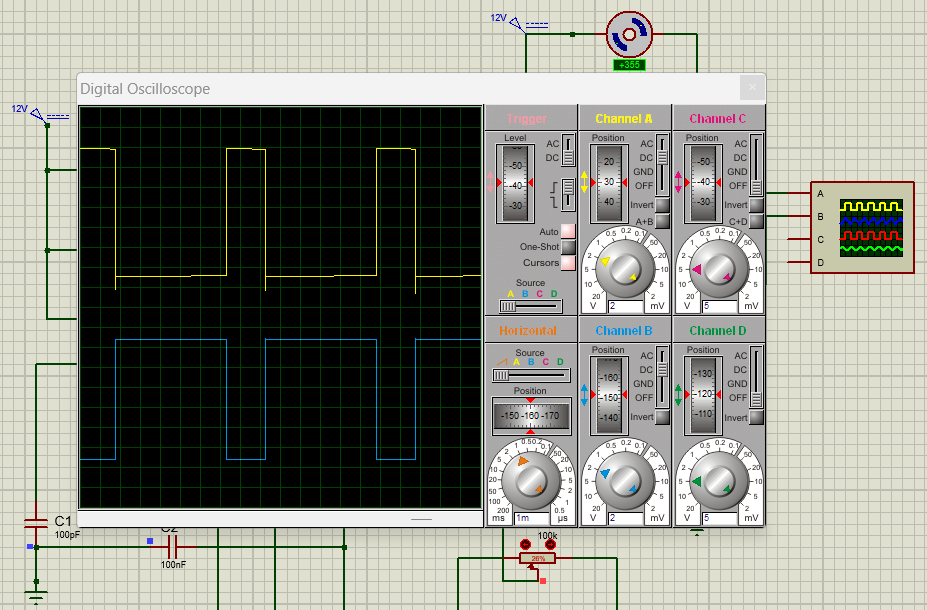 12V
+355
Digital Oscilloscope
12V
Trigger
Level
-50
-40
-30
AC
DC
Auto
One-Shot
Cursors
Source
A B C D
Channel A
Position
20
30
40
AC
DC
GND
OFF
Invert
A+B
0.5 0.2 0.1
1 50
2 20
5 10
10 5
20 2
V 2 mV
Channel C
Position
-50
-40
-30
AC
DC
GND
OFF
Invert
C+D
0.5 0.2 0.1
1 50
2 20
5 10
10 5
20 2
V 5 mV
A
B
C
D
Horizontal
Source
A B C D
Position
-150 -160 -170
1 0.5 0.2 0.1
2 50
5 20
10 10
20 5
50 2
100 1
200 0.5
ms 1m µs
Channel B
Position
-160
-150
-140
AC
DC
GND
OFF
Invert
0.5 0.2 0.1
1 50
2 20
5 10
10 5
20 2
V 2 mV
Channel D
Position
-130
-120
-110
AC
DC
GND
OFF
Invert
0.5 0.2 0.1
1 50
2 20
5 10
10 5
20 2
V 5 mV
C1
100pF
C2
100nF
100k
26%